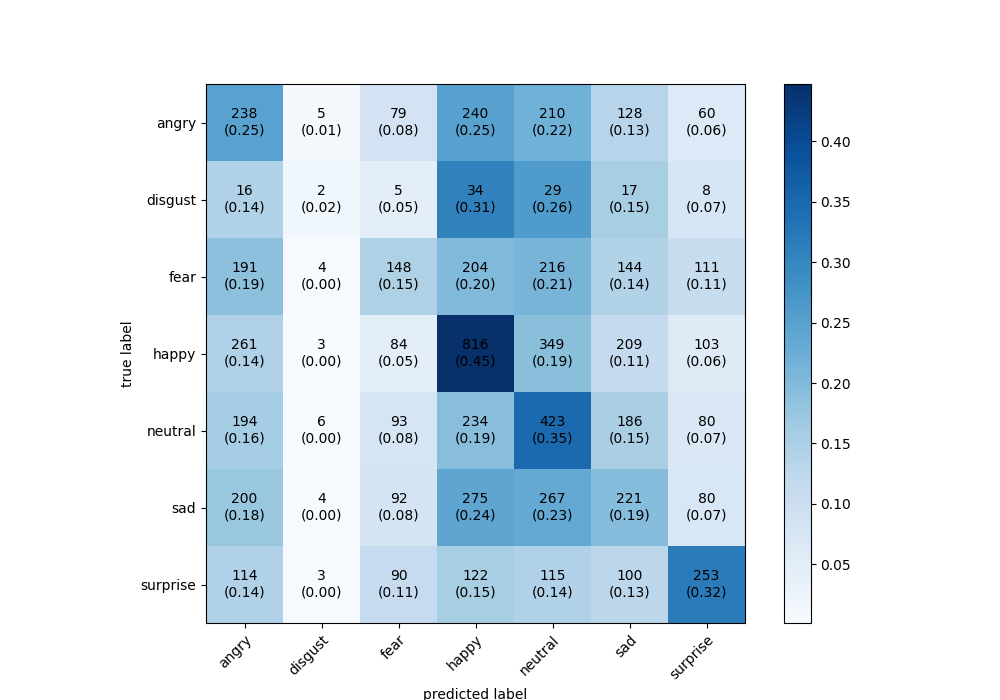 angry 238 5 79 240 210 128 60
(0.25) (0.01) (0.08) (0.25) (0.22) (0.13) (0.06)
disgust 16 2 5 34 29 17 8
(0.14) (0.02) (0.05) (0.31) (0.26) (0.15) (0.07)
fear 191 4 148 204 216 144 111
(0.19) (0.00) (0.15) (0.20) (0.21) (0.14) (0.11)
happy 261 3 84 816 349 209 103
(0.14) (0.00) (0.05) (0.45) (0.19) (0.11) (0.06)
neutral 194 6 93 234 423 186 80
(0.16) (0.00) (0.08) (0.19) (0.35) (0.15) (0.07)
sad 200 4 92 275 267 221 80
(0.18) (0.00) (0.08) (0.24) (0.23) (0.19) (0.07)
surprise 114 3 90 122 115 100 253
(0.14) (0.00) (0.11) (0.15) (0.14) (0.13) (0.32)
true label
angry disgust fear happy neutral sad surprise
predicted label
0.40
0.35
0.30
0.25
0.20
0.15
0.10
0.05